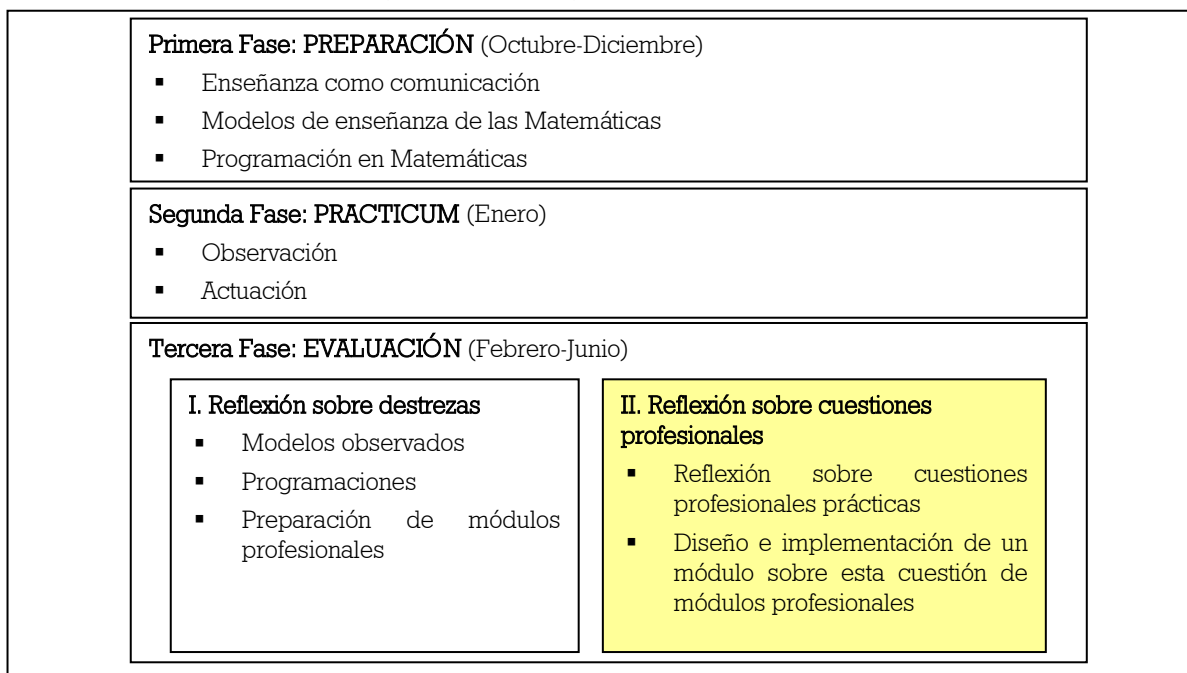 Primera Fase: PREPARACIÓN (Octubre-Diciembre)
▪ Enseñanza como comunicación
▪ Modelos de enseñanza de las Matemáticas
▪ Programación en Matemáticas
Segunda Fase: PRACTICUM (Enero)
▪ Observación
▪ Actuación
Tercera Fase: EVALUACIÓN (Febrero-Junio)
I. Reflexión sobre destrezas
▪ Modelos observados
▪ Programaciones
▪ Preparación de módulos
profesionales
II. Reflexión sobre cuestiones
profesionales
▪ Reflexión sobre cuestiones
profesionales prácticas
▪ Diseño e implementación de un
módulo sobre esta cuestión de
módulos profesionales